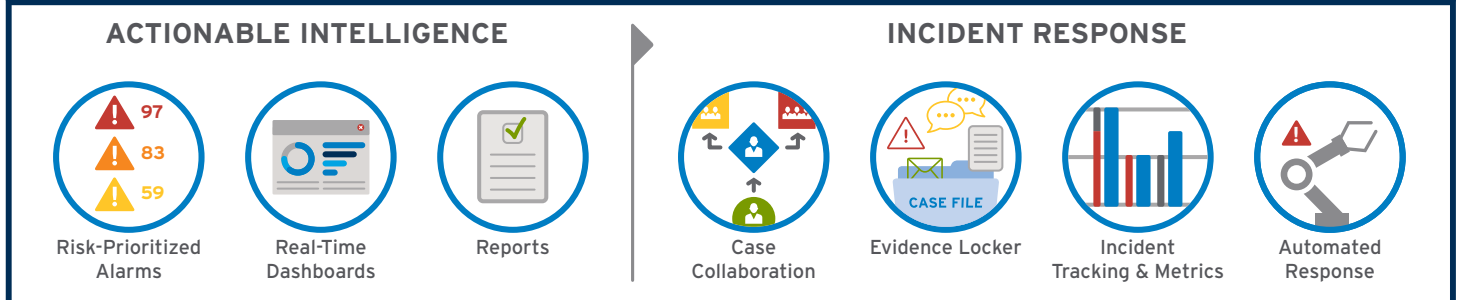 ACTIONABLE INTELLIGENCE
97
83
59
Risk-Prioritized
Alarms
Real-Time
Dashboards
Reports
INCIDENT RESPONSE
Case
Collaboration
CASE FILE
Evidence Locker
Incident
Tracking & Metrics
Automated
Response